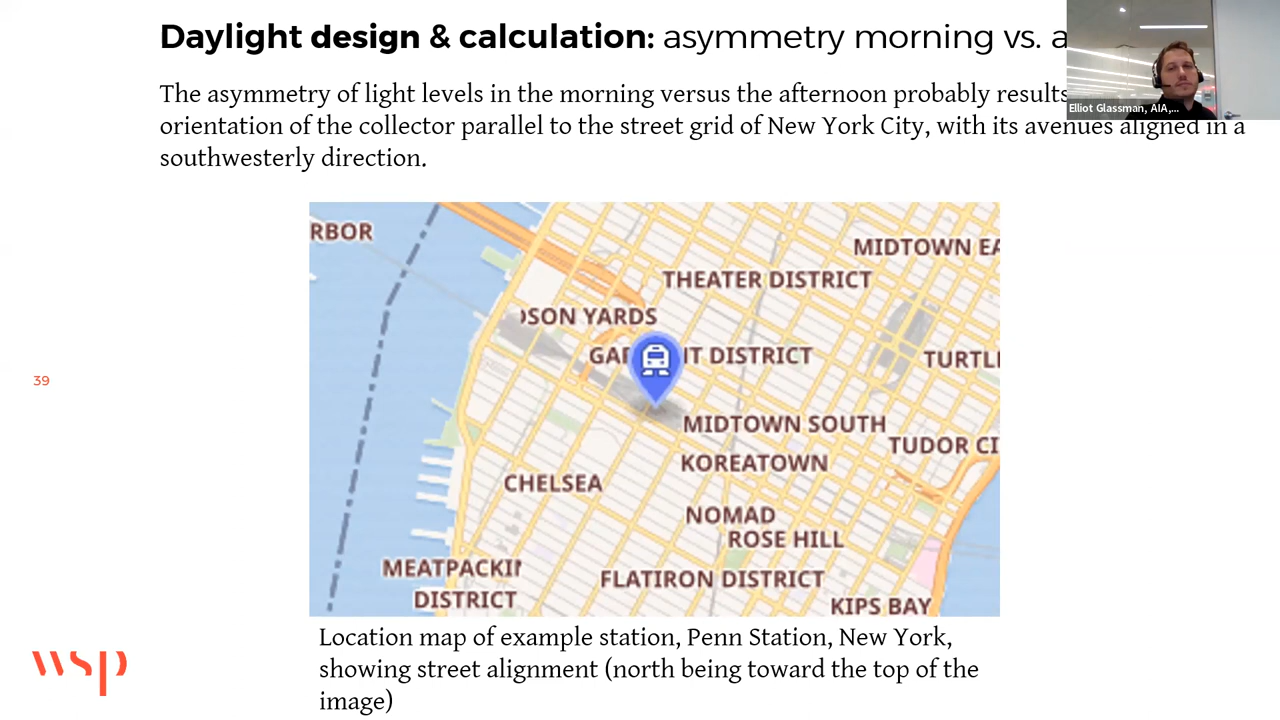 Daylight design & calculation: asymmetry morning vs. a
The asymmetry of light levels in the morning versus the afternoon probably results
orientation of the collector parallel to the street grid of New York City, with its avenues aligned in a
southwesterly direction.
Elliot Glassman, AIA,...
RBOR
MIDTOWN EA
THEATER DISTRICT
SON YARDS
GAR
T DISTRICT
TURTL
MIDTOWN SOUTH
TUDOR CI
KOREATOWN
CHELSEA
NOMAD
ROSE HILL
MEATPACKI
DISTRICT
FLATIRON DISTRICT
KIPS BAY
39
wsp
Location map of example station, Penn Station, New York,
showing street alignment (north being toward the top of the
image)